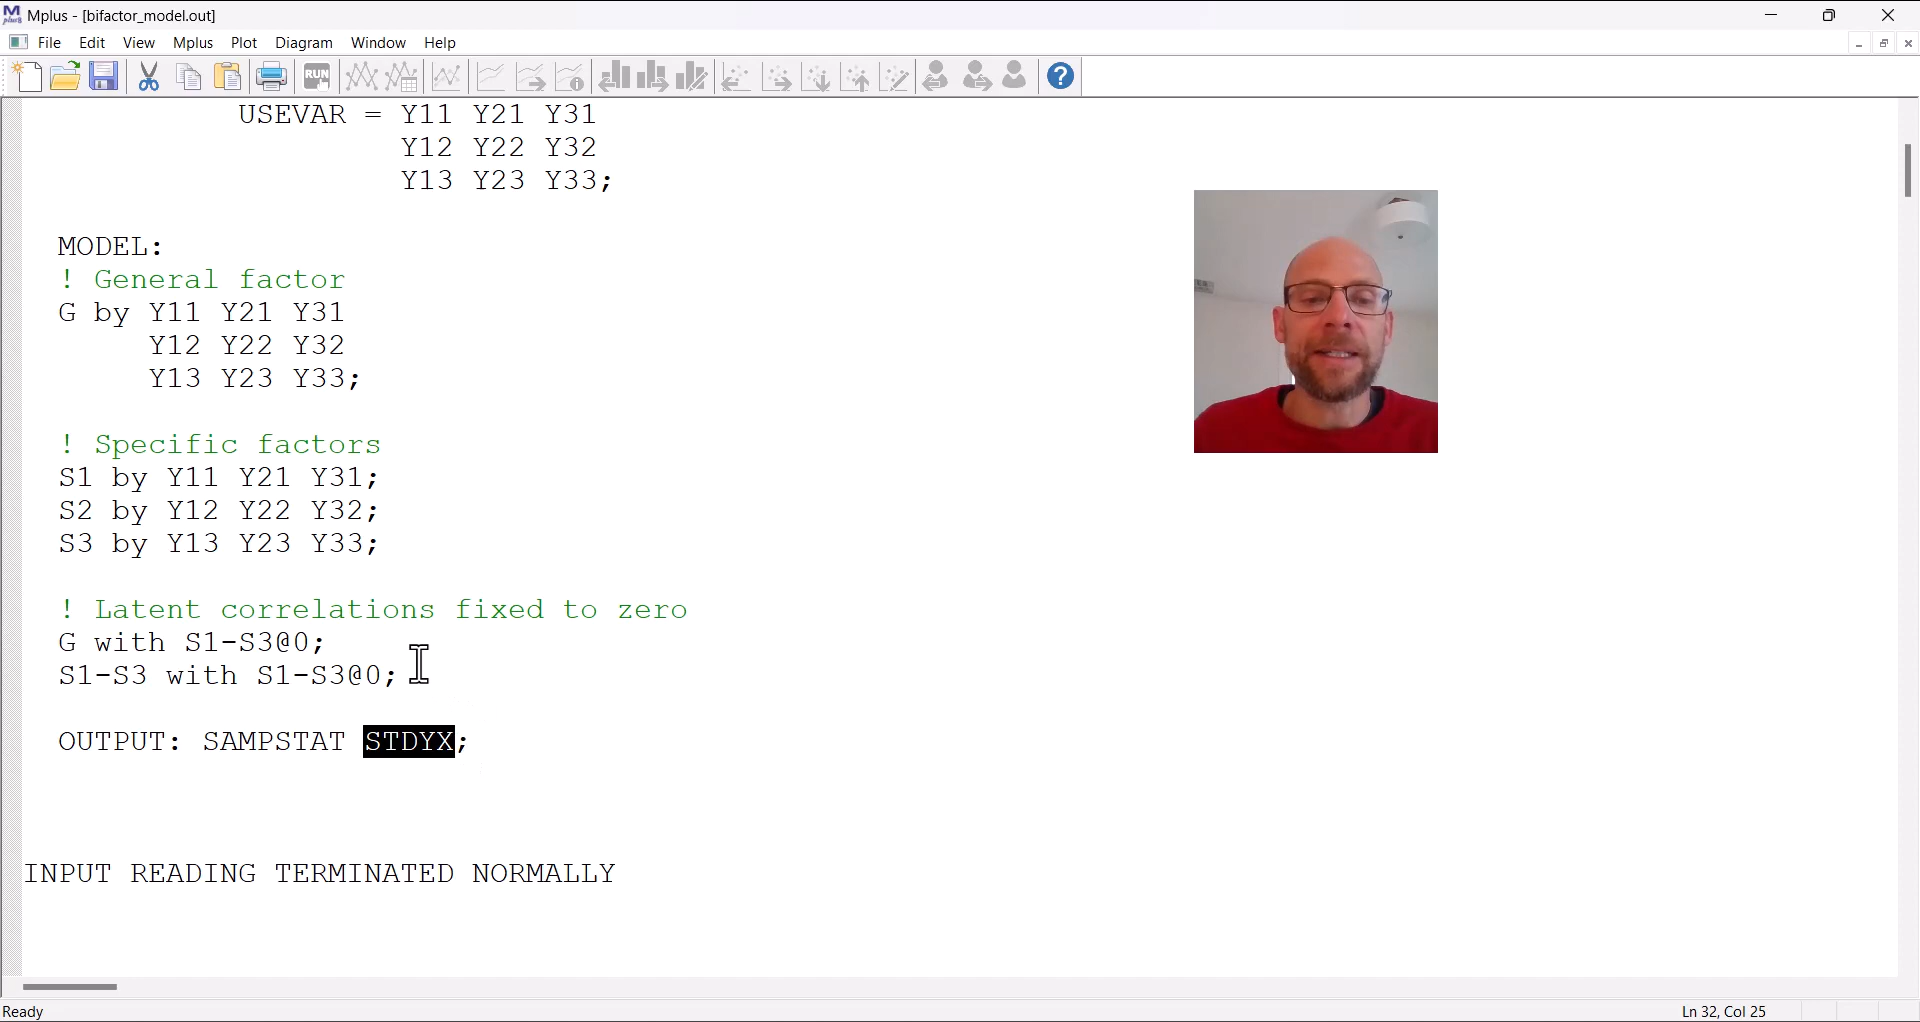 Mplus - [bifactor_model.out]
File Edit View Mplus Plot Diagram Window Help
RUN
USEVAR = Y11 Y21 Y31
Y12 Y22 Y32
Y13 Y23 Y33;
MODEL:
! General factor
G by Y11 Y21 Y31
Y12 Y22 Y32
Y13 Y23 Y33;
! Specific factors
S1 by Y11 Y21 Y31;
S2 by Y12 Y22 Y32;
S3 by Y13 Y23 Y33;
! Latent correlations fixed to zero
G with S1-S3@0;
S1-S3 with S1-S3@0;
OUTPUT: SAMPSTAT STDYX;
INPUT READING TERMINATED NORMALLY
Ready
Ln 32, Col 25